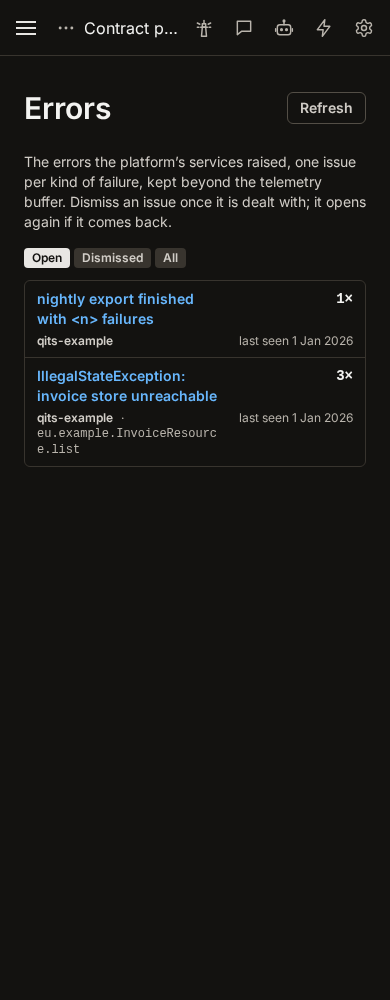 Contract p...
Errors
Refresh
The errors the platform's services raised, one issue
per kind of failure, kept beyond the telemetry
buffer. Dismiss an issue once it is dealt with; it opens
again if it comes back.
Open Dismissed All
nightly export finished 1×
with <n> failures
qits-example last seen 1 Jan 2026
IllegalStateException: 3×
invoice store unreachable
qits-example · last seen 1 Jan 2026
eu.example.InvoiceResourc
e.list